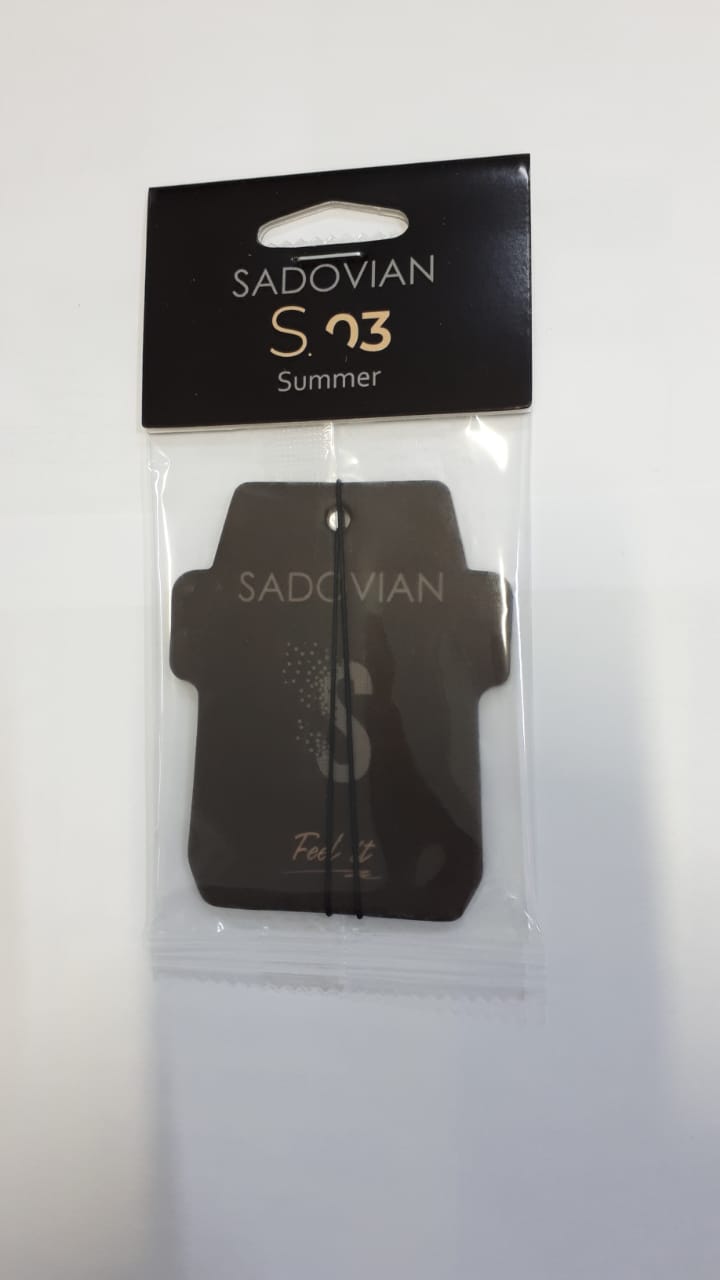 SADOVIAN
S.03
Summer
SADOVIAN
S
Feel it